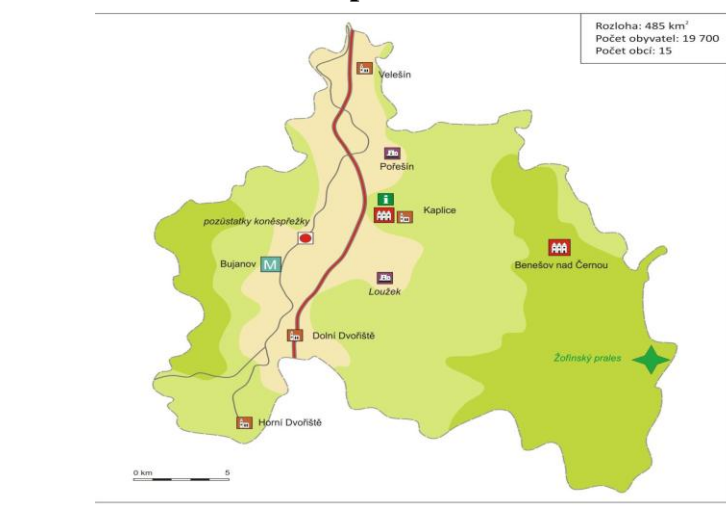 Rozloha: 485 km²
Počet obyvatel: 19 700
Počet obcí: 15
Velešín
Pořešín
i
Kaplice
pozůstatky koněspřežky
Bujanov
M
Benešov nad Černou
Loužek
Dolní Dvořiště
Žofínský prales
Horní Dvořiště
0 km 5